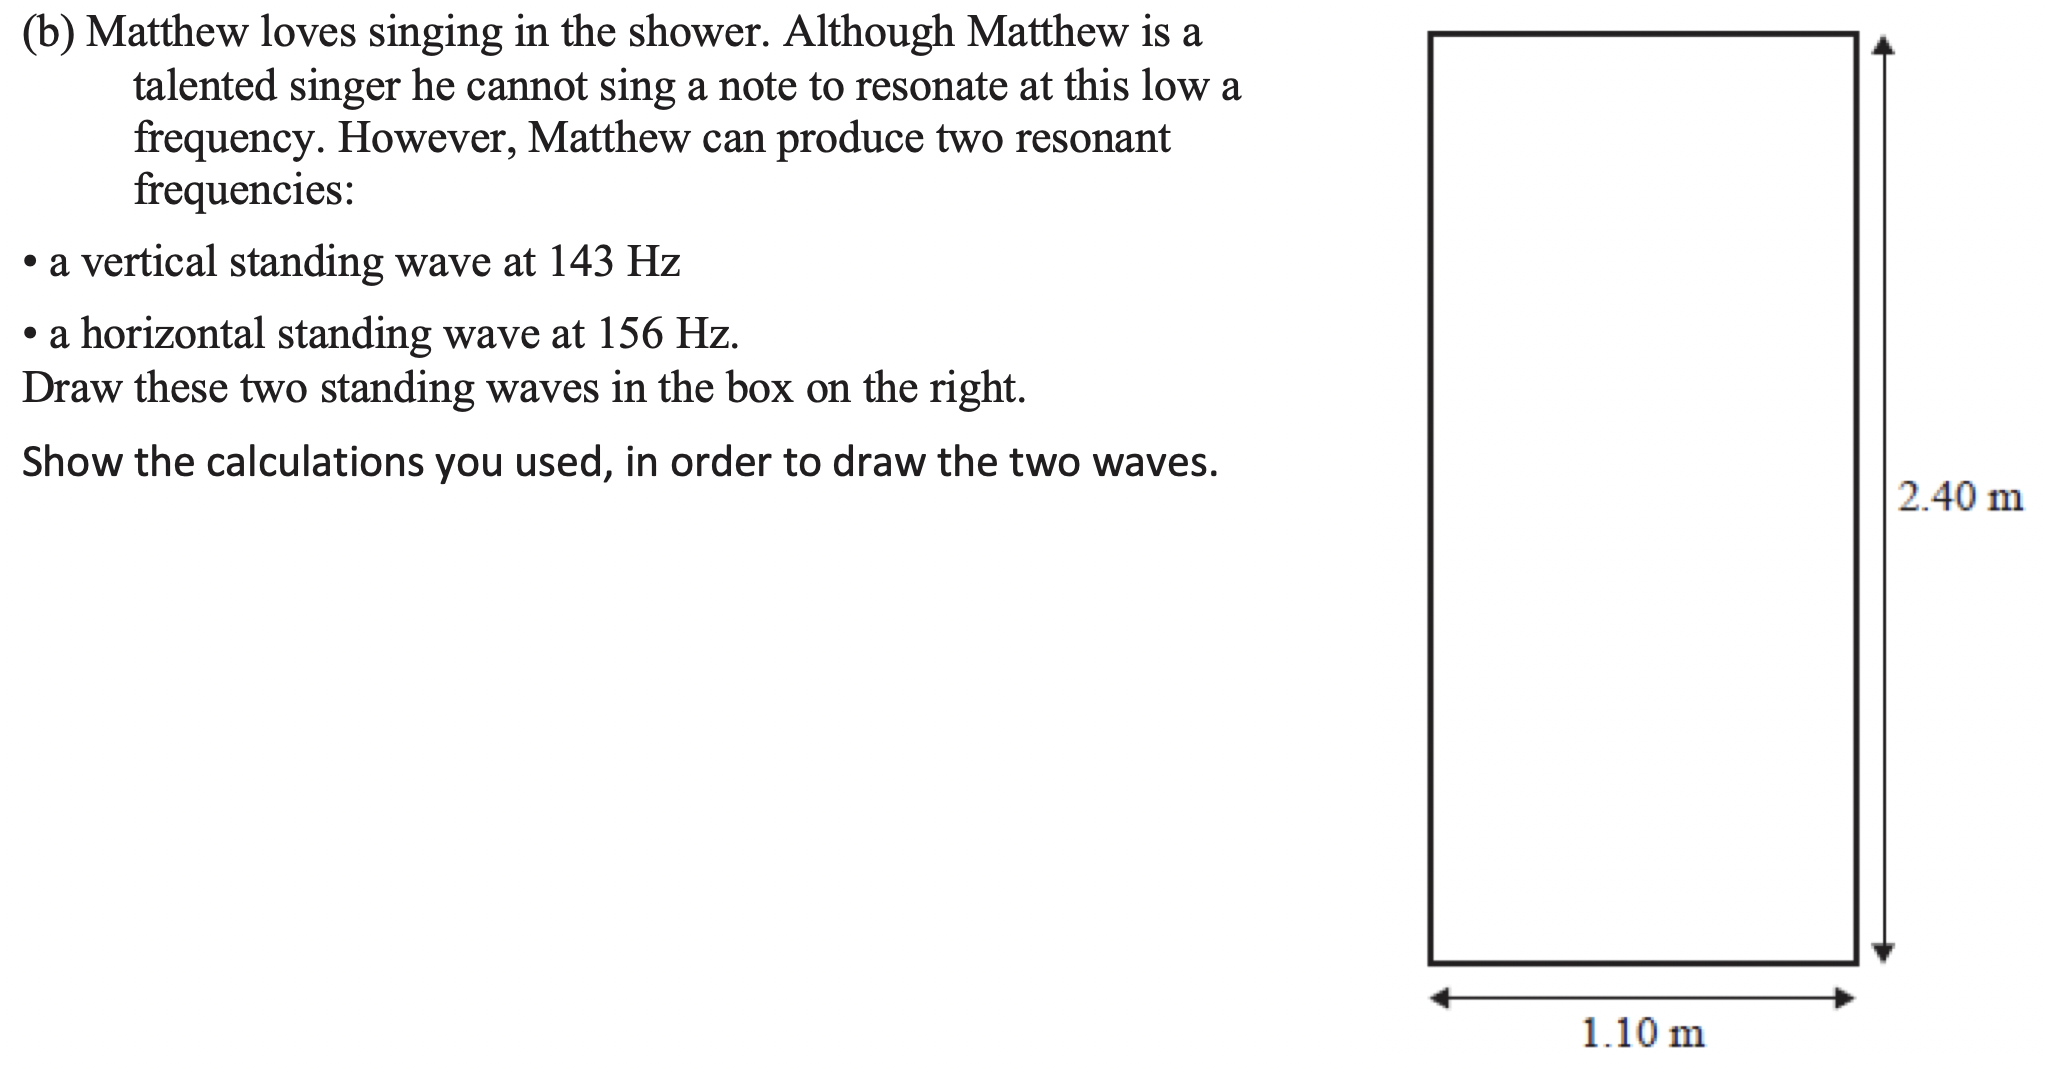 (b) Matthew loves singing in the shower. Although Matthew is a
talented singer he cannot sing a note to resonate at this low a
frequency. However, Matthew can produce two resonant
frequencies:
• a vertical standing wave at 143 Hz
• a horizontal standing wave at 156 Hz.
Draw these two standing waves in the box on the right.
Show the calculations you used, in order to draw the two waves.
2.40 m
1.10 m